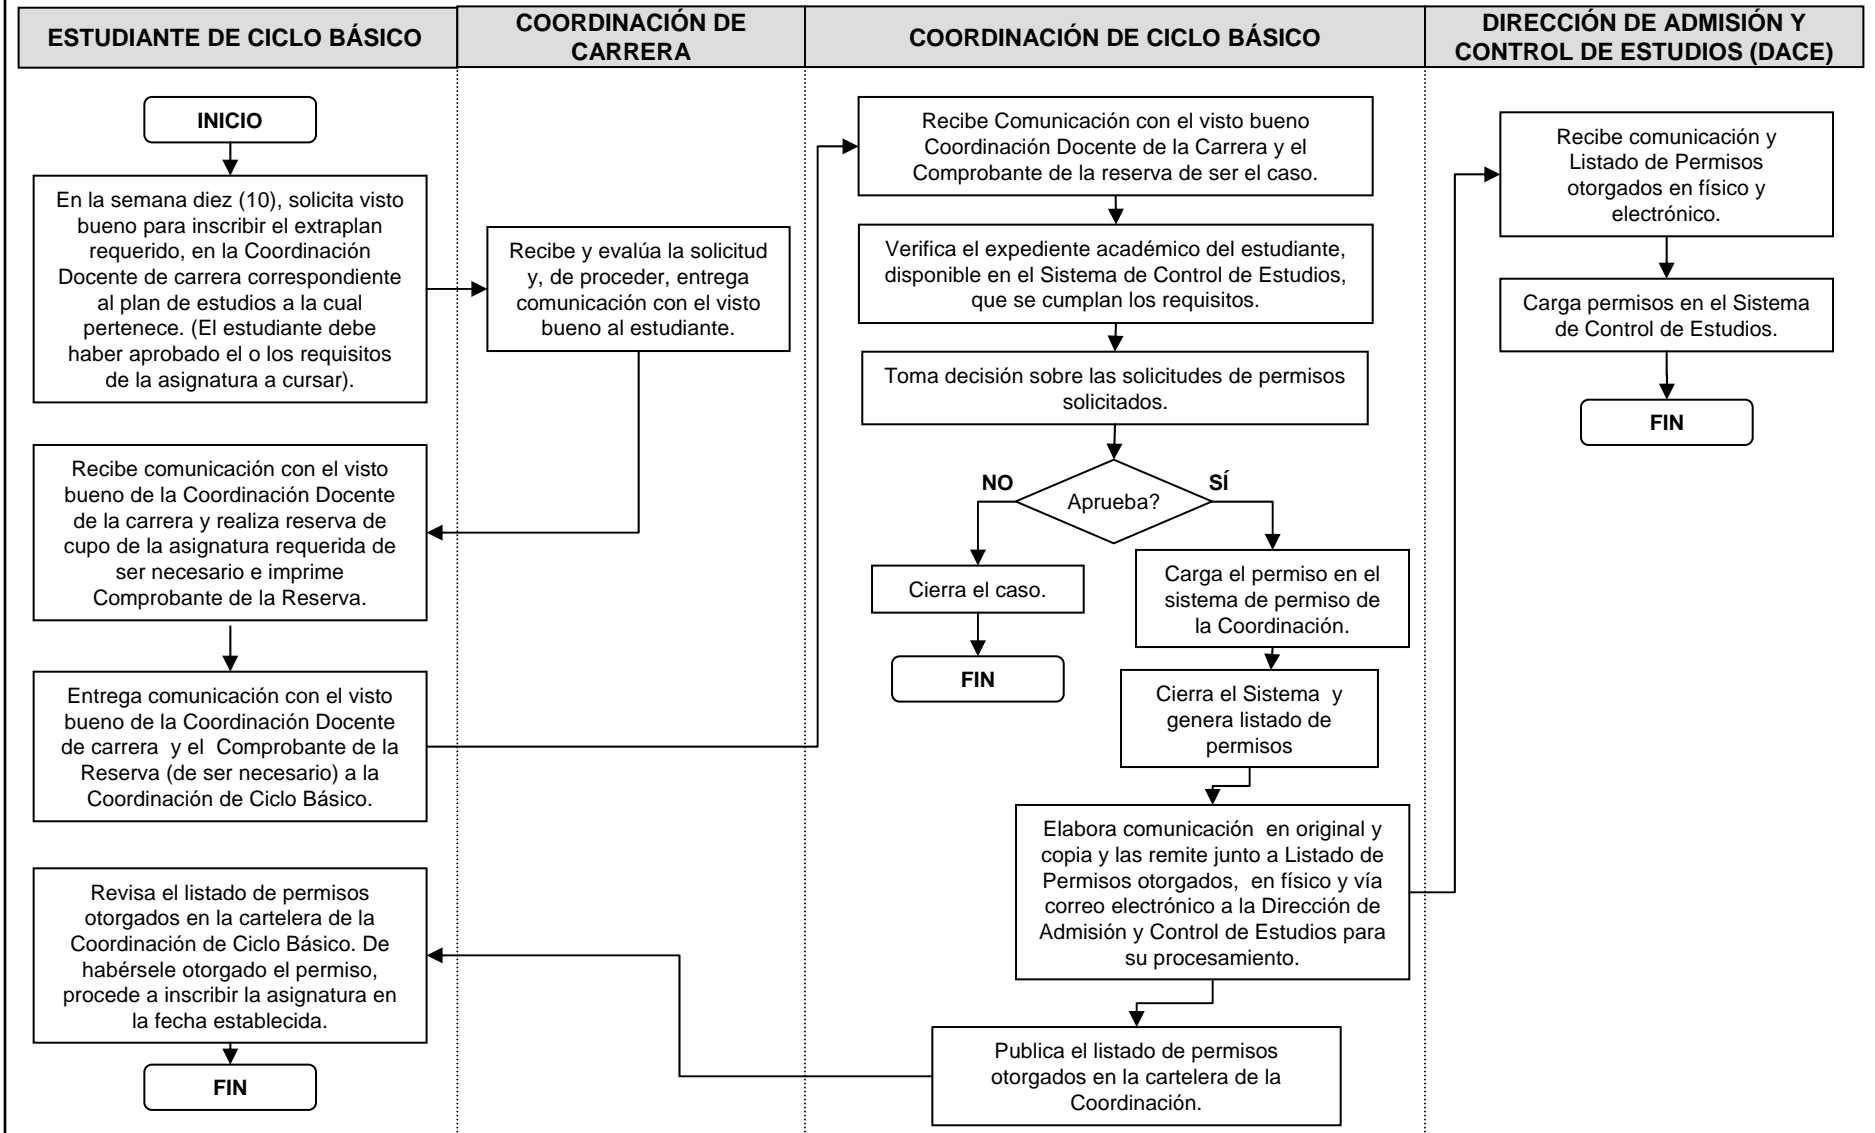 ESTUDIANTE DE CICLO BÁSICO
COORDINACIÓN DE
CARRERA
COORDINACIÓN DE CICLO BÁSICO
DIRECCIÓN DE ADMISIÓN Y
CONTROL DE ESTUDIOS (DACE)
INICIO
En la semana diez (10), solicita visto
bueno para inscribir el extraplan
requerido, en la Coordinación
Docente de carrera correspondiente
al plan de estudios a la cual
pertenece. (El estudiante debe
haber aprobado el o los requisitos
de la asignatura a cursar).
Recibe y evalúa la solicitud
y, de proceder, entrega
comunicación con el visto
bueno al estudiante.
Recibe comunicación con el visto
bueno de la Coordinación Docente
de la carrera y realiza reserva de
cupo de la asignatura requerida de
ser necesario e imprime
Comprobante de la Reserva.
Entrega comunicación con el visto
bueno de la Coordinación Docente
de carrera y el Comprobante de la
Reserva (de ser necesario) a la
Coordinación de Ciclo Básico.
Recibe Comunicación con el visto bueno
Coordinación Docente de la Carrera y el
Comprobante de la reserva de ser el caso.
Verifica el expediente académico del estudiante,
disponible en el Sistema de Control de Estudios,
que se cumplan los requisitos.
Toma decisión sobre las solicitudes de permisos
solicitados.
Aprueba?
NO
SÍ
Cierra el caso.
FIN
Carga el permiso en el
sistema de permiso de
la Coordinación.
Cierra el Sistema y
genera listado de
permisos
Elabora comunicación en original y
copia y las remite junto a Listado de
Permisos otorgados, en físico y vía
correo electrónico a la Dirección de
Admisión y Control de Estudios para
su procesamiento.
Publica el listado de permisos
otorgados en la cartelera de la
Coordinación.
Recibe comunicación y
Listado de Permisos
otorgados en físico y
electrónico.
Carga permisos en el Sistema
de Control de Estudios.
FIN
Revisa el listado de permisos
otorgados en la cartelera de la
Coordinación de Ciclo Básico. De
habérsele otorgado el permiso,
procede a inscribir la asignatura en
la fecha establecida.
FIN